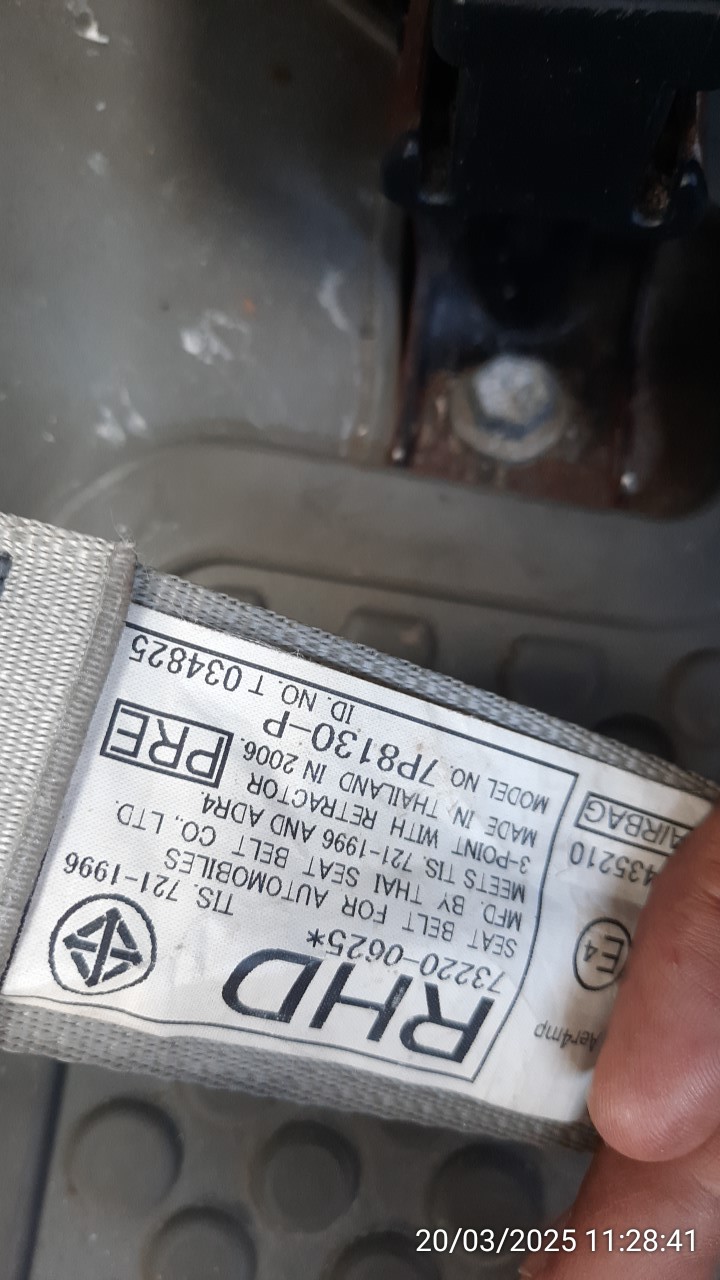 RHD
73220-0625*
TIS. 721-1996
SEAT BELT FOR AUTOMOBILES
MFD. BY THAI SEAT BELT CO., LTD.
MEETS TIS. 721-1996 AND ADR4.
3-POINT WITH RETRACTOR
MADE IN THAILAND IN 2006.
MODEL NO. 7P8130-P
PRE
ID. NO. T 034825
Aer4mp
E4
435210
AIRBAG
20/03/2025 11:28:41